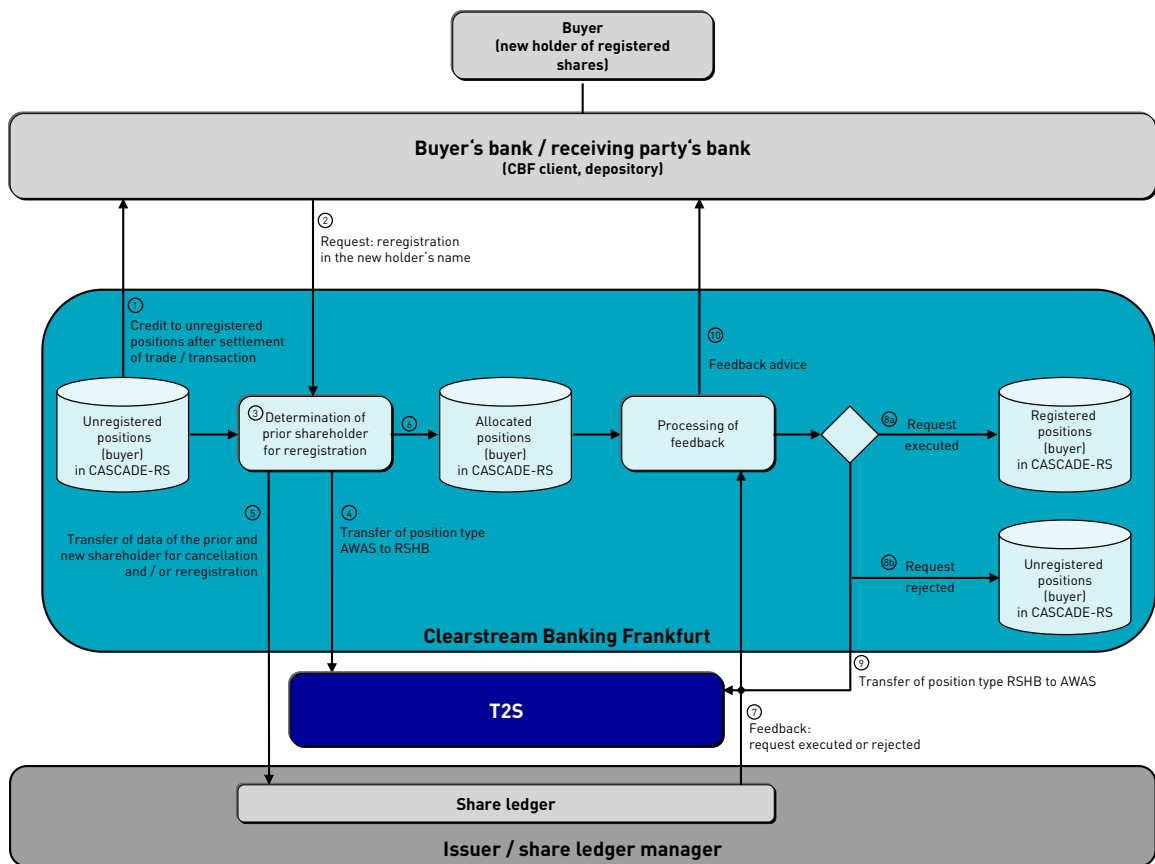 Buyer
(new holder of registered
shares)
Buyer‘s bank / receiving party‘s bank
(CBF client, depository)
2
Request: reregistration
in the new holder´s name
1
Credit to unregistered
positions after settlement
of trade / transaction
10
Feedback advice
Unregistered
positions
(buyer)
in CASCADE-RS
3 Determination of
prior shareholder
for reregistration
6
Allocated
positions
(buyer)
in CASCADE-RS
Processing of
feedback
8a Request
executed
Registered
positions
(buyer)
in CASCADE-RS
5
Transfer of data of the prior and
new shareholder for cancellation
and / or reregistration
4
Transfer of position type
AWAS to RSHB
8b Request
rejected
Unregistered
positions
(buyer)
in CASCADE-RS
Clearstream Banking Frankfurt
9
Transfer of position type RSHB to AWAS
T2S
7
Feedback:
request executed or rejected
Share ledger
Issuer / share ledger manager